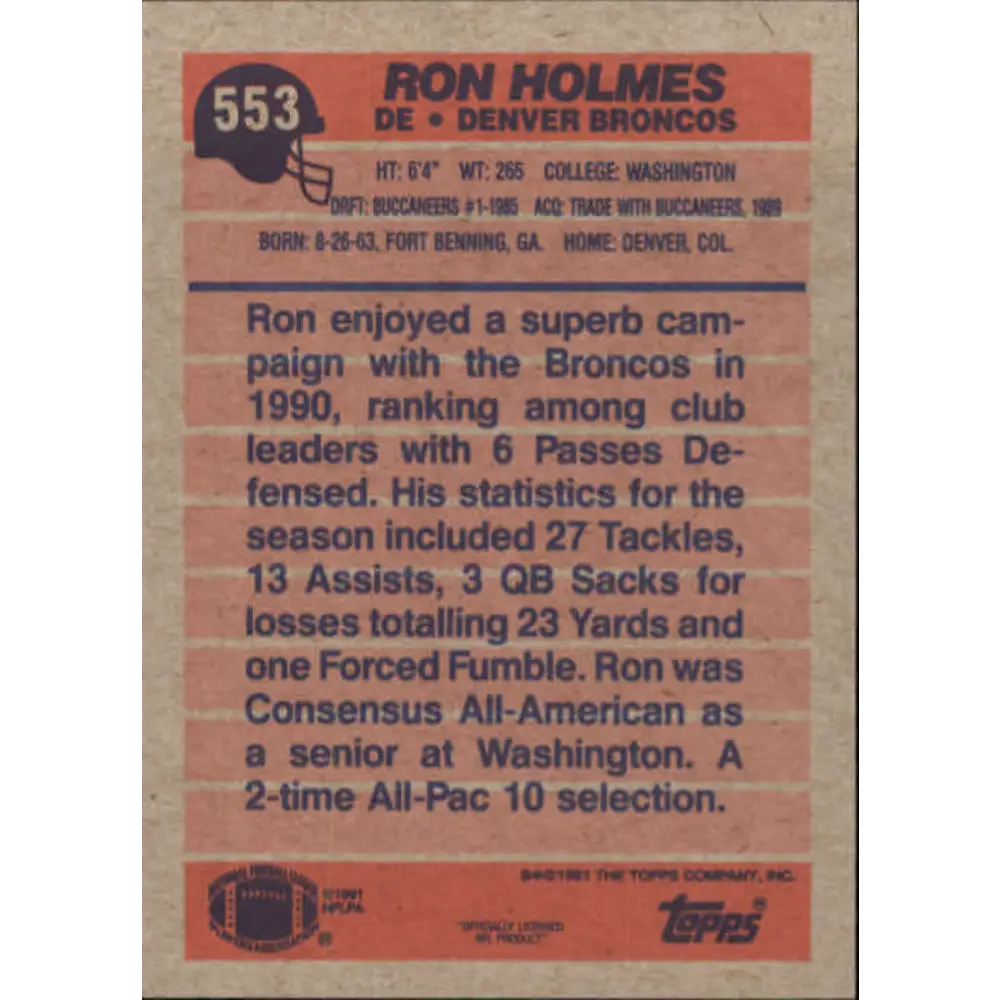 553
RON HOLMES
DE • DENVER BRONCOS
HT: 6'4" WT: 265 COLLEGE: WASHINGTON
DRFT: BUCCANEERS #1-1985 ACQ: TRADE WITH BUCCANEERS, 1989
BORN: 8-26-63, FORT BENNING, GA. HOME: DENVER, COL.
Ron enjoyed a superb cam-
paign with the Broncos in
1990, ranking among club
leaders with 6 Passes De-
fensed. His statistics for the
season included 27 Tackles,
13 Assists, 3 QB Sacks for
losses totalling 23 Yards and
one Forced Fumble. Ron was
Consensus All-American as
a senior at Washington. A
2-time All-Pac 10 selection.
©1991 THE TOPPS COMPANY, INC.
©1991
NFLPA
"OFFICIALLY LICENSED
NFL PRODUCT"
topps